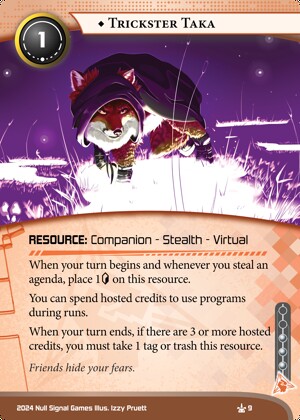 1
◆ Trickster Taka
RESOURCE: Companion - Stealth - Virtual
When your turn begins and whenever you steal an
agenda, place 1 on this resource.
You can spend hosted credits to use programs
during runs.
When your turn ends, if there are 3 or more hosted
credits, you must take 1 tag or trash this resource.
Friends hide your fears.
2024 Null Signal Games Illus. Izzy Pruett
9